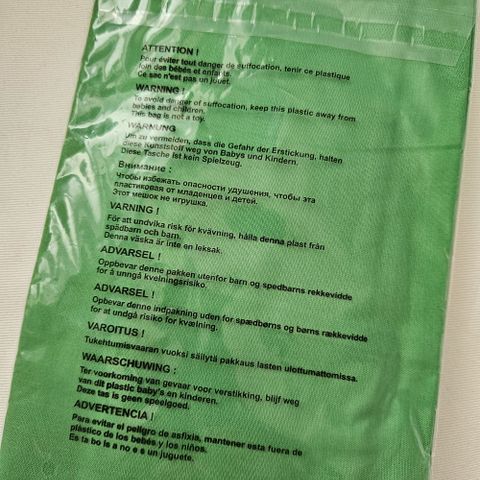 ATTENTION !
Pour éviter tout danger de suffocation, tenir ce plastique
loin des bébés et enfants.
Ce sac n'est pas un jouet.
WARNING !
To avoid danger of suffocation, keep this plastic away from
babies and children.
This bag is not a toy.
WARNUNG
Um zu vermeiden, dass die Gefahr der Erstickung, halten
diese Kunststoff weg von Babys und Kindern.
Diese Tasche ist kein Spielzeug.
Внимание :
Чтобы избежать опасности удушения, чтобы эта
пластиковая от младенцев и детей.
Этот мешок не игрушка.
VARNING !
För att undvika risk för kvävning, hålla denna plast från
spädbarn och barn.
Denna väska är inte en leksak.
ADVARSEL !
Oppbevar denne pakken utenfor barn og spedbarns rekkevidde
for å unngå kvelningsrisiko.
ADVARSEL !
Opbevar denne indpakning uden for spædbørns og børns rækkevidde
for at undgå risiko for kvælning.
VAROITUS !
Tukehtumisvaaran vuoksi säilytä pakkaus lasten ulottumattomissa.
WAARSCHUWING :
Ter voorkoming van gevaar voor verstikking, blijf weg
van dit plastic baby's en kinderen.
Deze tas is geen speelgoed.
ADVERTENCIA !
Para evitar el peligro de asfixia, mantener esta fuera de
plástico de los bebés y los niños.
Es ta bo ls a no e s un juguete.